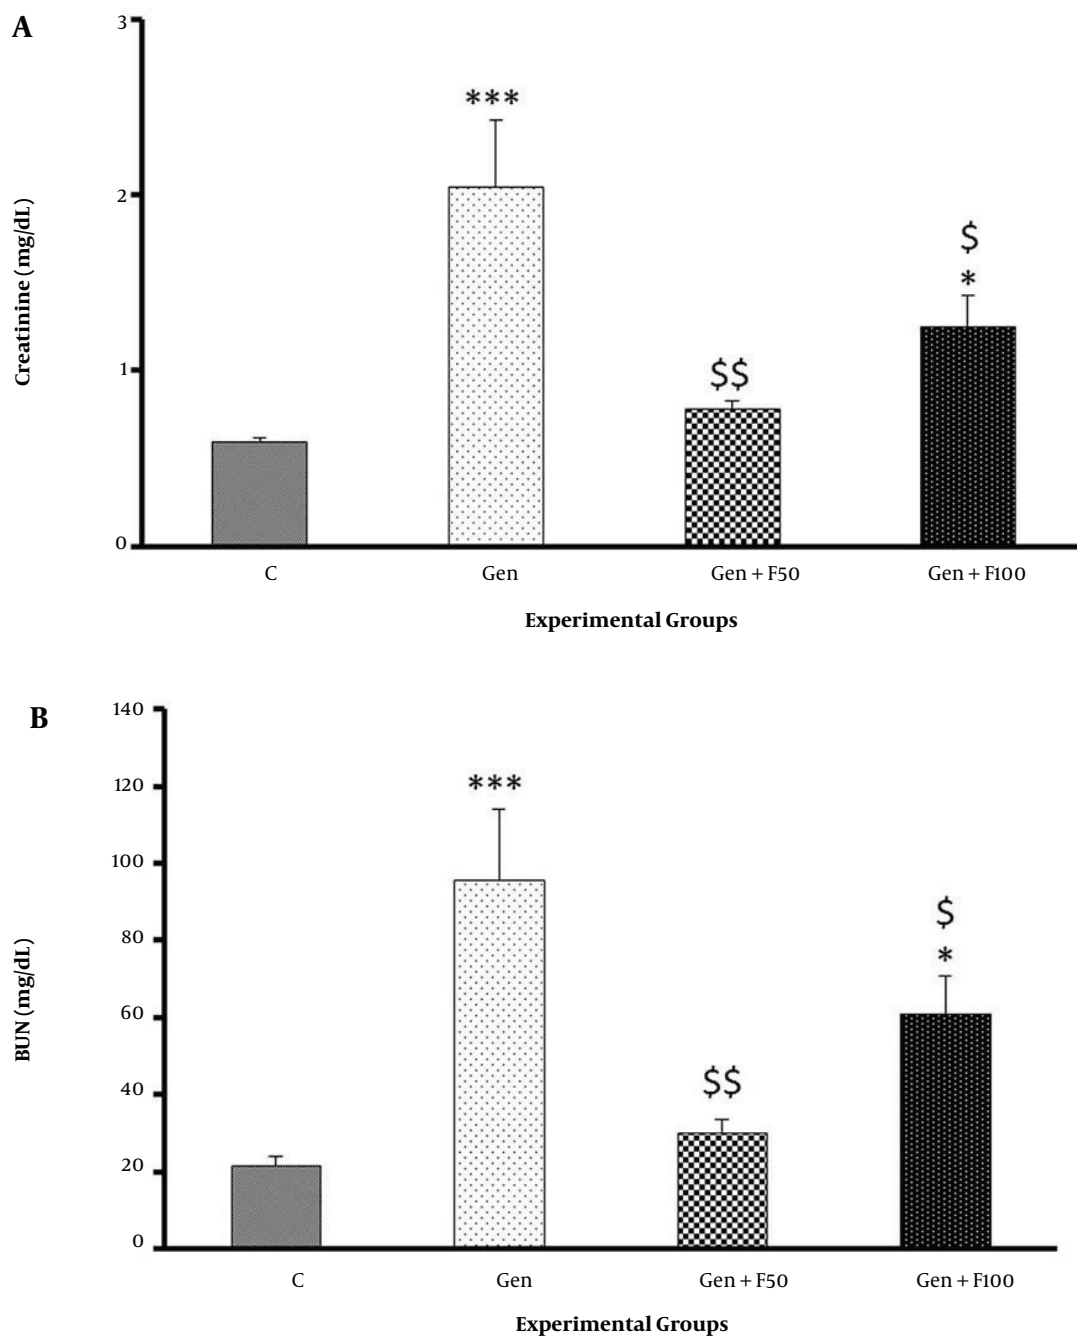 A
Creatinine (mg/dL)
3
2
1
0
***
$$
$
*
C Gen Gen + F50 Gen + F100
Experimental Groups
B
BUN (mg/dL)
140
120
100
80
60
40
20
0
***
$$
$
*
C Gen Gen + F50 Gen + F100
Experimental Groups